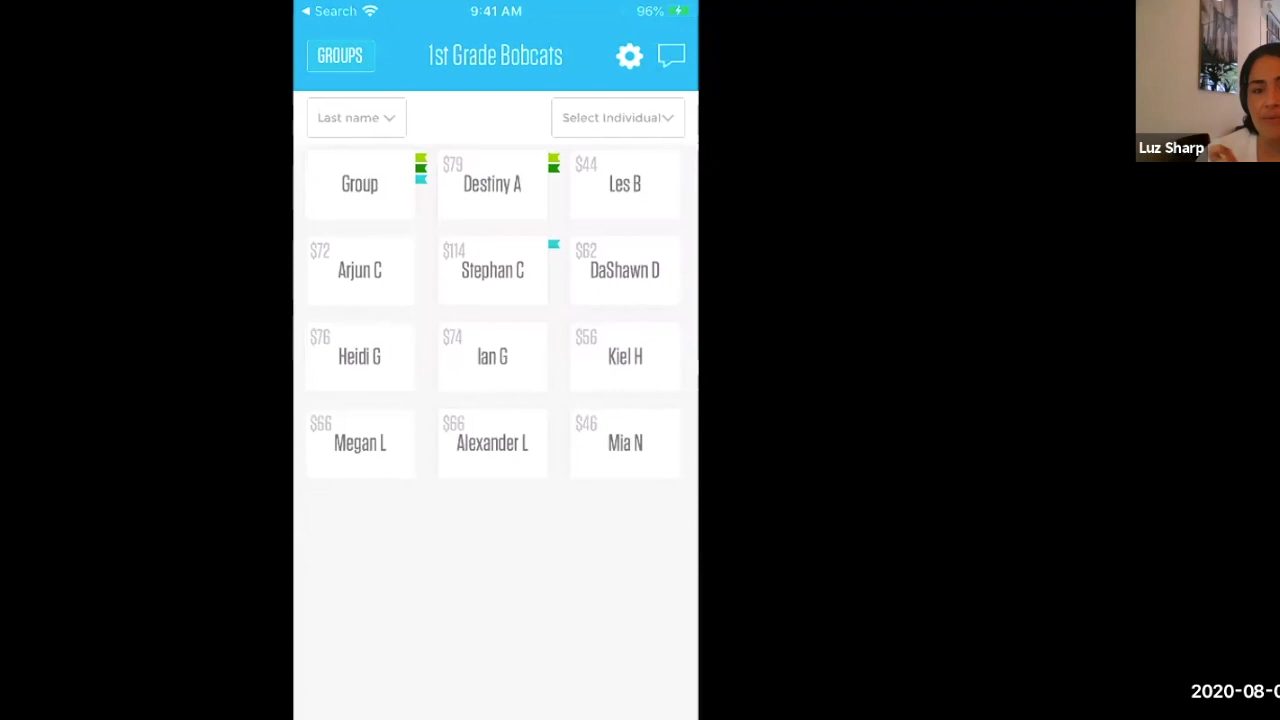 Search 9:41 AM 96%
GROUPS 1st Grade Bobcats
Last name Select Individual
Group $79 Destiny A $44 Les B
$72 Arjun C $114 Stephan C $62 DaShawn D
$76 Heidi G $74 Ian G $56 Kiel H
$66 Megan L $66 Alexander L $46 Mia N
Luz Sharp
2020-08-0